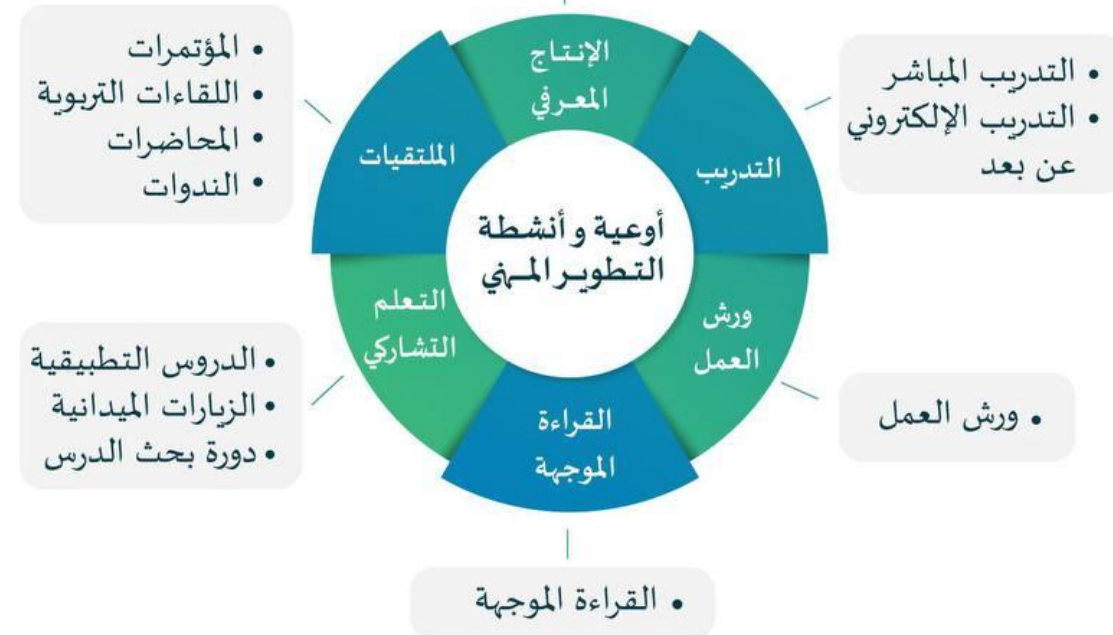 أوعية و أنشطة
التطوير المهني
الإنتاج
المعرفي
التدريب
• التدريب المباشر
• التدريب الإلكتروني
عن بعد
ورش
العمل
• ورش العمل
القراءة
الموجهة
• القراءة الموجهة
التعلم
التشاركي
• الدروس التطبيقية
• الزيارات الميدانية
• دورة بحث الدرس
الملتقيات
• المؤتمرات
• اللقاءات التربوية
• المحاضرات
• الندوات